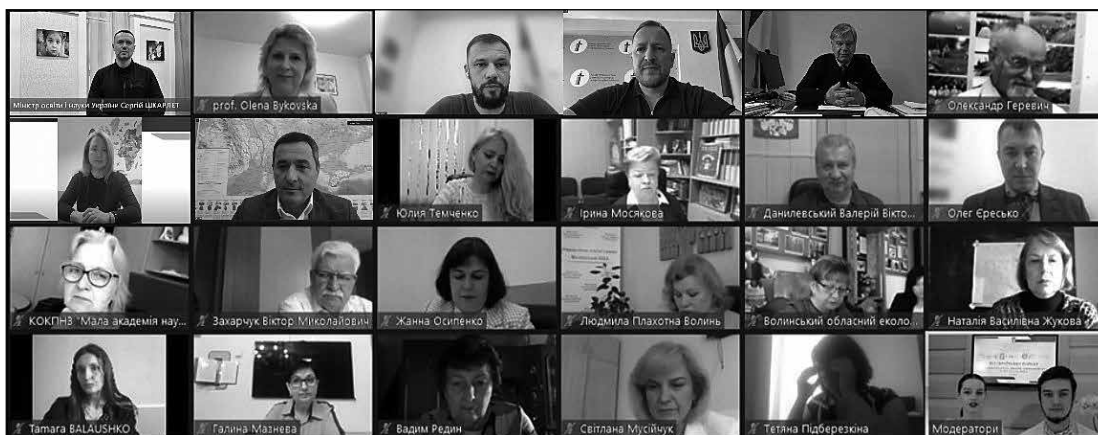 Міністр освіти і науки України Сергій ШКАРЛЕТ
prof. Olena Bykovska
Олександр Геревич
Юлия Темченко
Ірина Мосякова
Данилевський Валерій Вікто...
Олег Єресько
КОКПНЗ "Мала академія нау...
Захарчук Віктор Миколайович
Жанна Осипенко
Людмила Плахотна Волинь
Волинський обласний еколо...
Наталія Василівна Жукова
Tamara BALAUSHKO
Галина Мазнева
Вадим Редин
Світлана Мусійчук
Тетяна Підберезкіна
Модератори